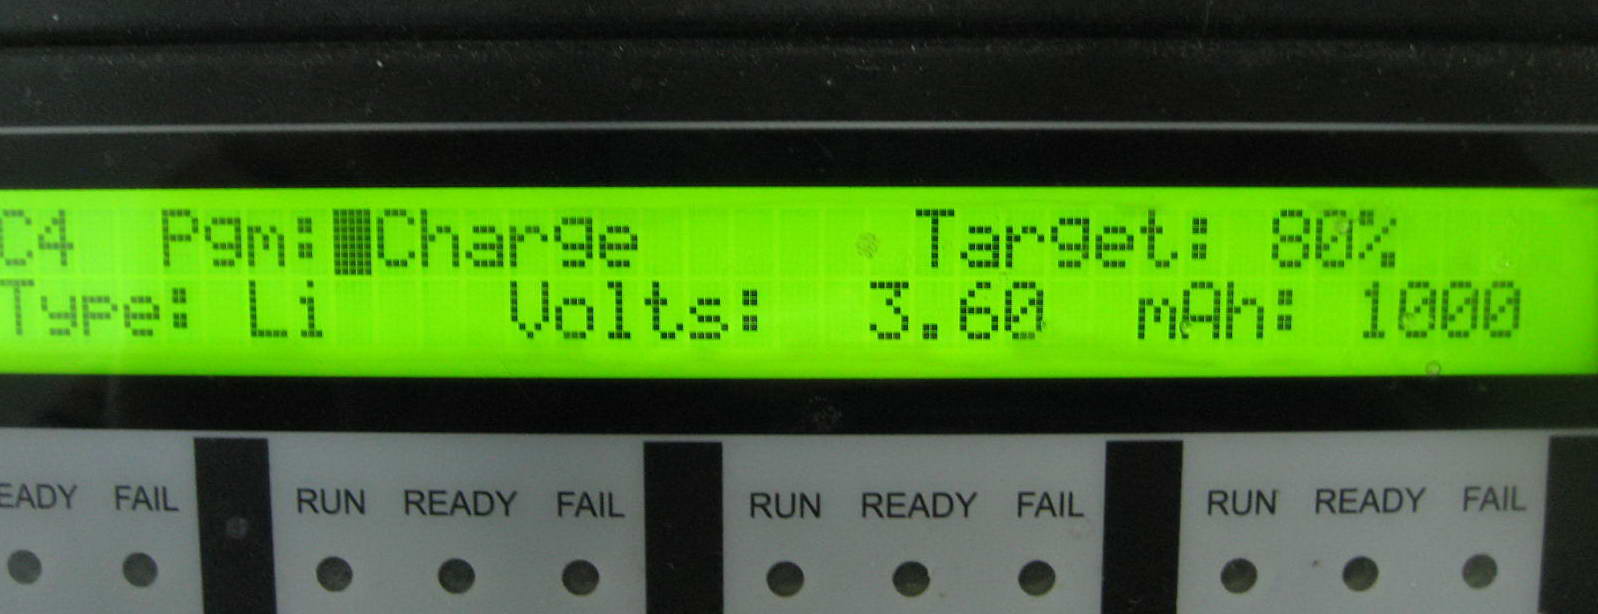 C4 Pgm: Charge Target: 80%
Type: Li Volts: 3.60 mAh: 1000
EADY FAIL RUN READY FAIL RUN READY FAIL RUN READY FAIL